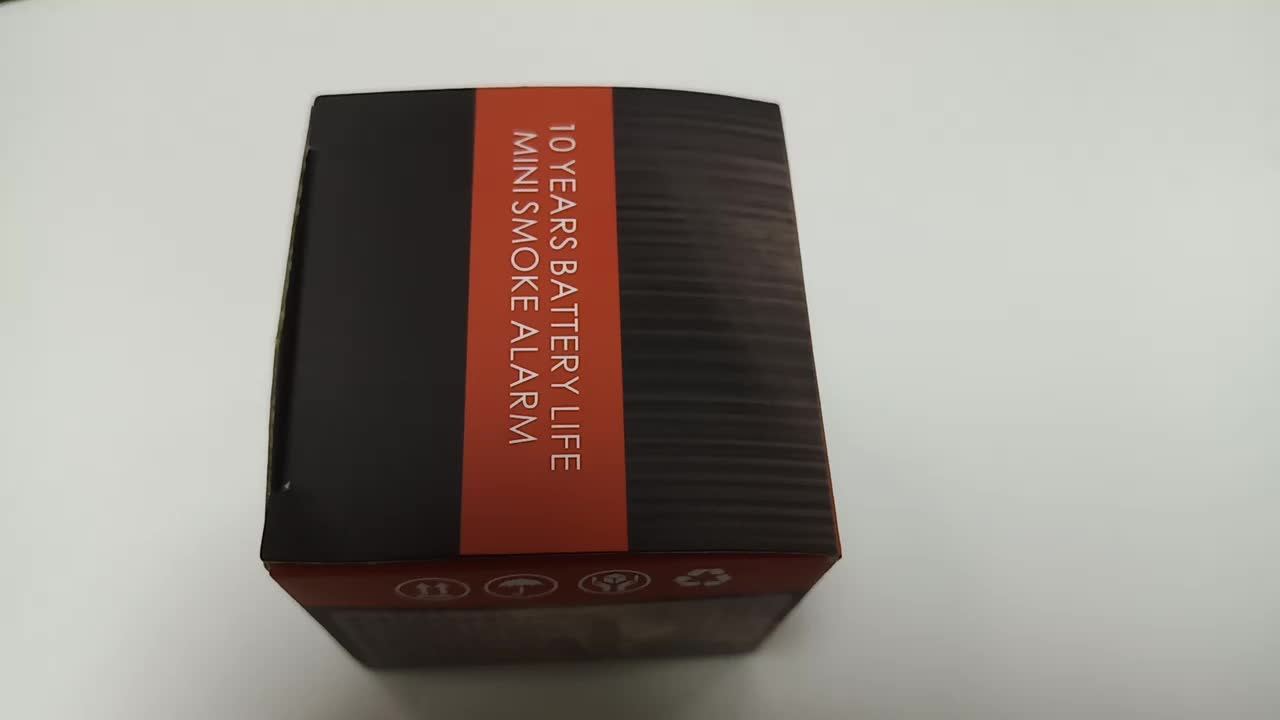 10 YEARS BATTERY LIFE
MINI SMOKE ALARM